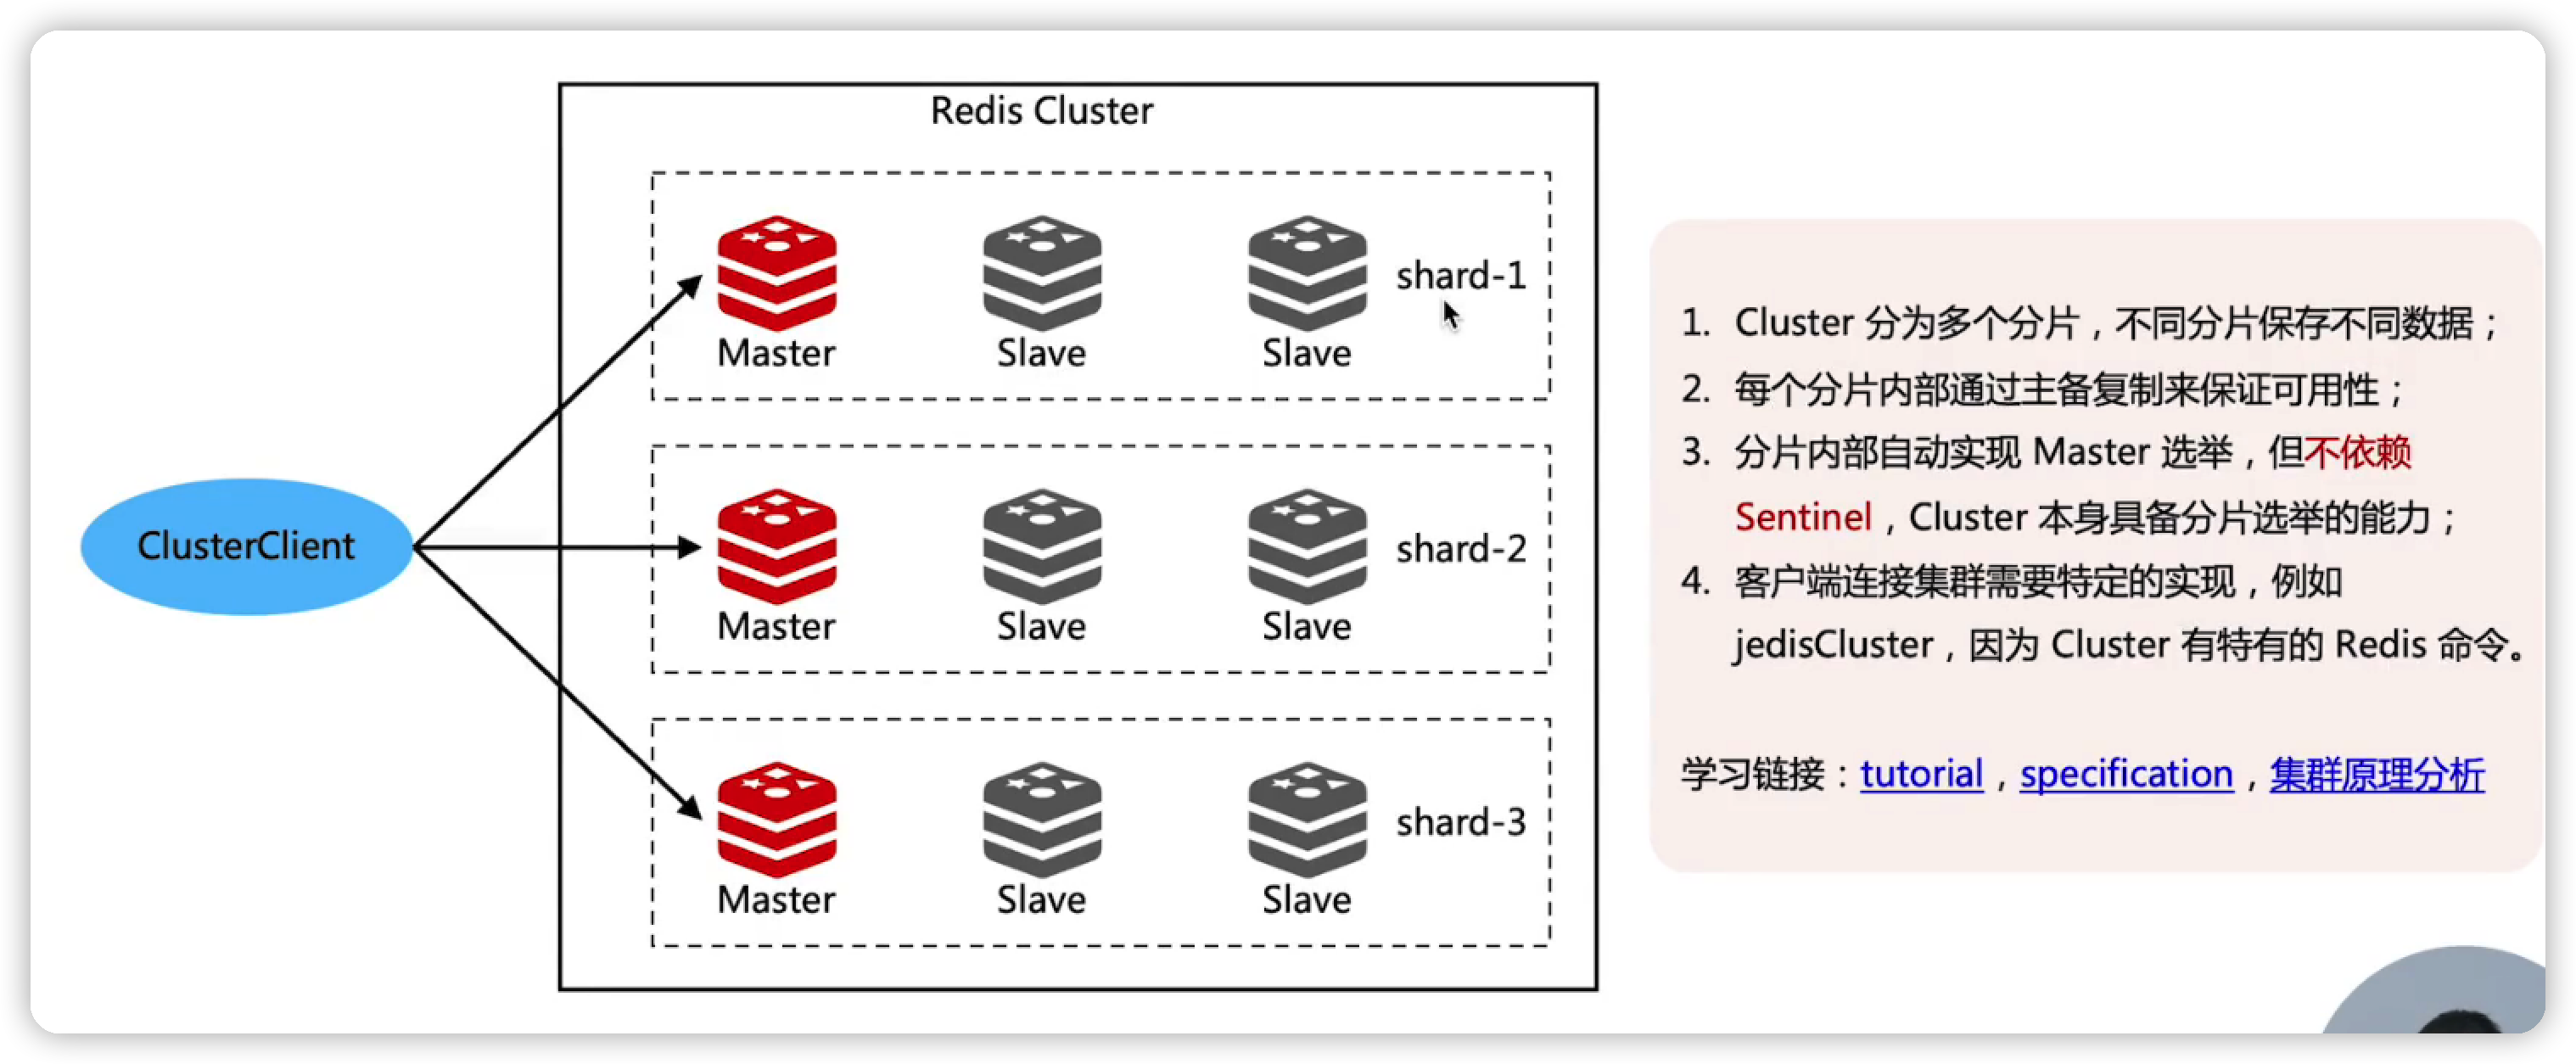 Redis Cluster
ClusterClient
Master
Slave
Slave
shard-1
Master
Slave
Slave
shard-2
Master
Slave
Slave
shard-3
1. Cluster 分为多个分片，不同分片保存不同数据；
2. 每个分片内部通过主备复制来保证可用性；
3. 分片内部自动实现 Master 选举，但不依赖
Sentinel，Cluster 本身具备分片选举的能力；
4. 客户端连接集群需要特定的实现，例如
jedisCluster，因为 Cluster 有特有的 Redis 命令。
学习链接：tutorial，specification，集群原理分析